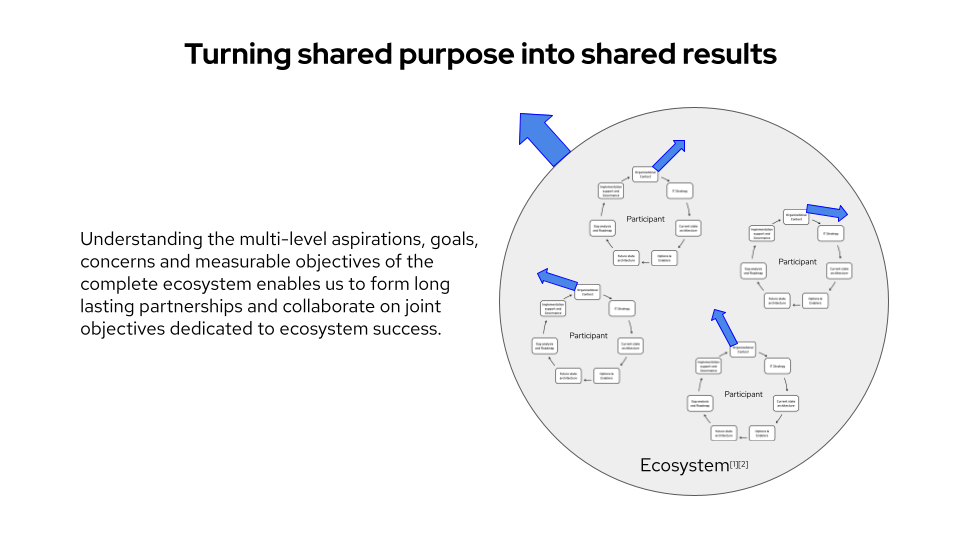 Turning shared purpose into shared results
Understanding the multi-level aspirations, goals,
concerns and measurable objectives of the
complete ecosystem enables us to form long
lasting partnerships and collaborate on joint
objectives dedicated to ecosystem success.
Organizational
Context
Implementation
support and
Governance
IT Strategy
Participant
Gap analysis
and Roadmap
Current state
architecture
Future state
architecture
Options &
Enablers
Organizational
Context
Implementation
support and
Governance
IT Strategy
Participant
Gap analysis
and Roadmap
Current state
architecture
Future state
architecture
Options &
Enablers
Organizational
Context
Implementation
support and
Governance
IT Strategy
Participant
Gap analysis
and Roadmap
Current state
architecture
Future state
architecture
Options &
Enablers
Organizational
Context
Implementation
support and
Governance
IT Strategy
Participant
Gap analysis
and Roadmap
Current state
architecture
Future state
architecture
Options &
Enablers
Ecosystem[1][2]